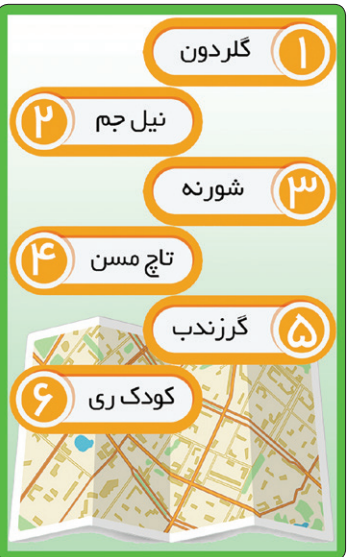 ۱ گلردون
۲ نیل جم
۳ شورنه
۴ تاچ مسن
۵ گرزندب
۶ کودک ری